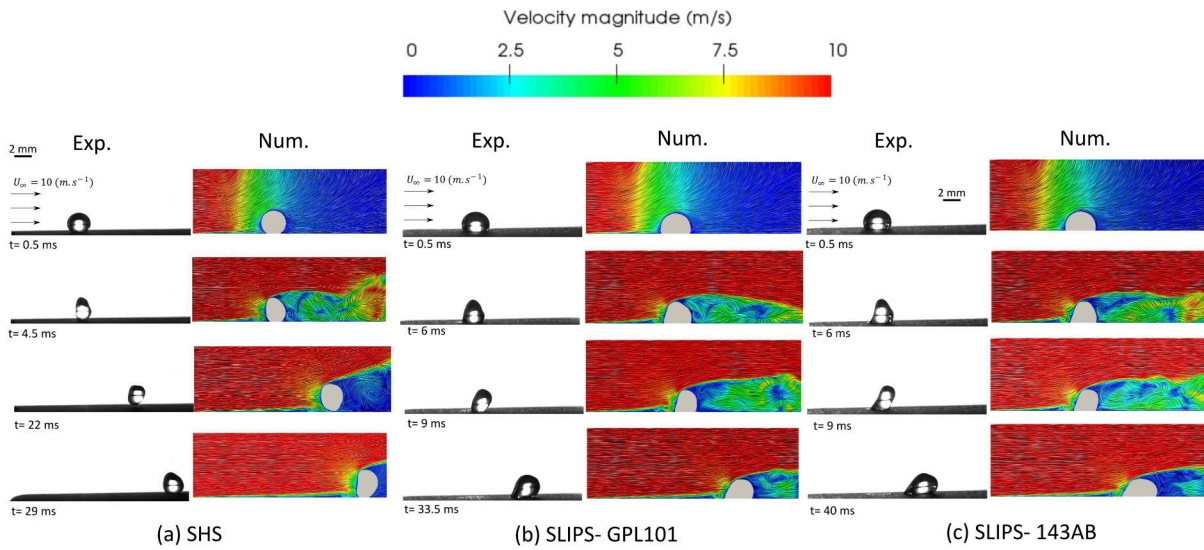 Velocity magnitude (m/s)
0 2.5 5 7.5 10
Exp. Num. Exp. Num. Exp. Num.
2 mm
U∞ = 10 (m.s⁻¹) U∞ = 10 (m.s⁻¹) U∞ = 10 (m.s⁻¹) 2 mm
t= 0.5 ms t= 0.5 ms t= 0.5 ms
t= 4.5 ms t= 6 ms t= 6 ms
t= 22 ms t= 9 ms t= 9 ms
t= 29 ms t= 33.5 ms t= 40 ms
(a) SHS (b) SLIPS- GPL101 (c) SLIPS- 143AB